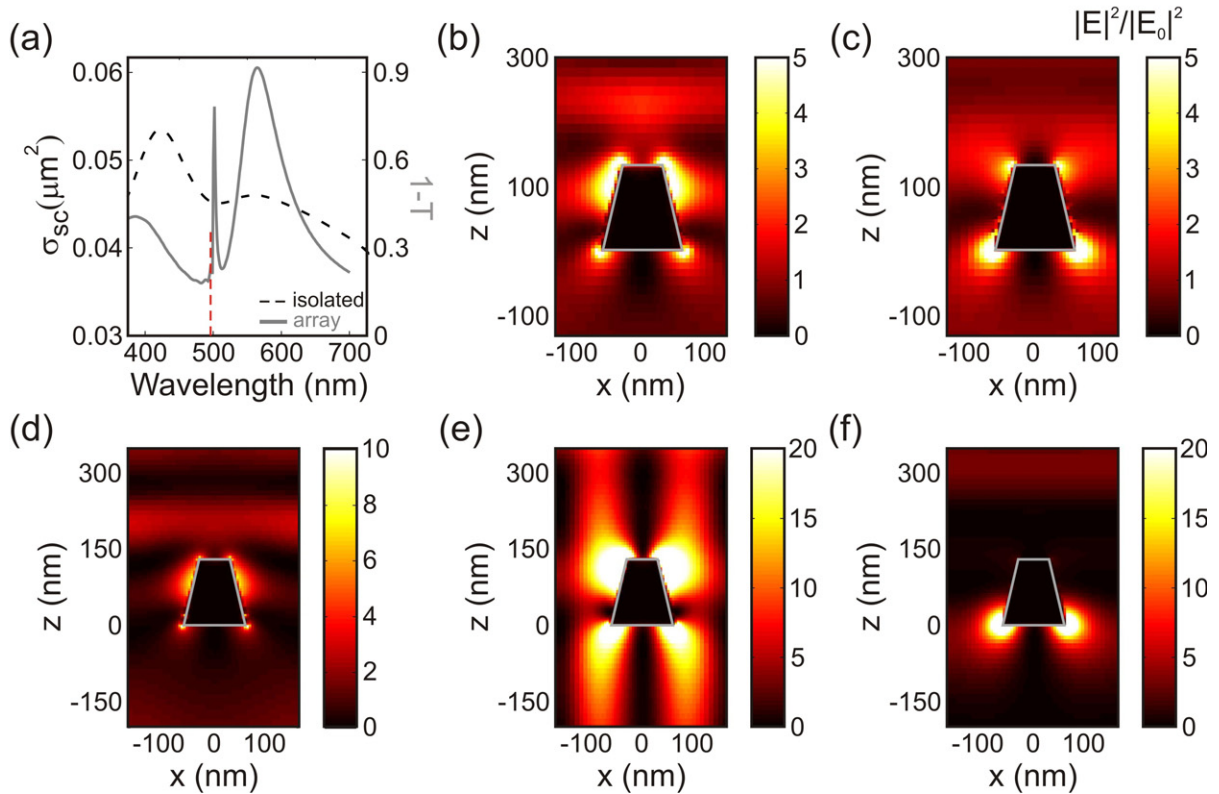 (a)
σsc(μm²)
0.06
0.05
0.04
0.03
0.9
0.6
0.3
0
1-T
isolated
array
400 500 600 700
Wavelength (nm)
(b)
z (nm)
300
100
-100
-100 0 100
x (nm)
5
4
3
2
1
0
(c)
|E|²/|E₀|²
z (nm)
300
100
-100
-100 0 100
x (nm)
5
4
3
2
1
0
(d)
z (nm)
300
150
0
-150
-100 0 100
x (nm)
10
8
6
4
2
0
(e)
z (nm)
300
150
0
-150
-100 0 100
x (nm)
20
15
10
5
0
(f)
z (nm)
300
150
0
-150
-100 0 100
x (nm)
20
15
10
5
0